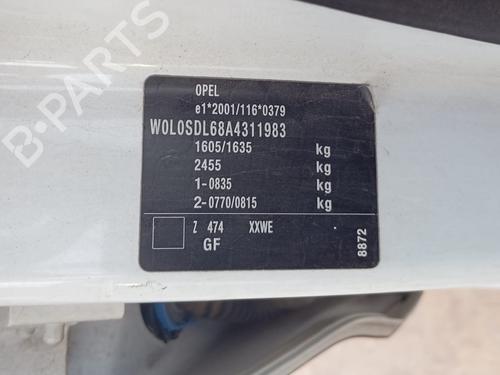 OPEL
e1*2001/116*0379
W0L0SDL68A4311983
1605/1635 kg
2455 kg
1-0835 kg
2-0770/0815 kg
Z 474 XXWE
GF
8872